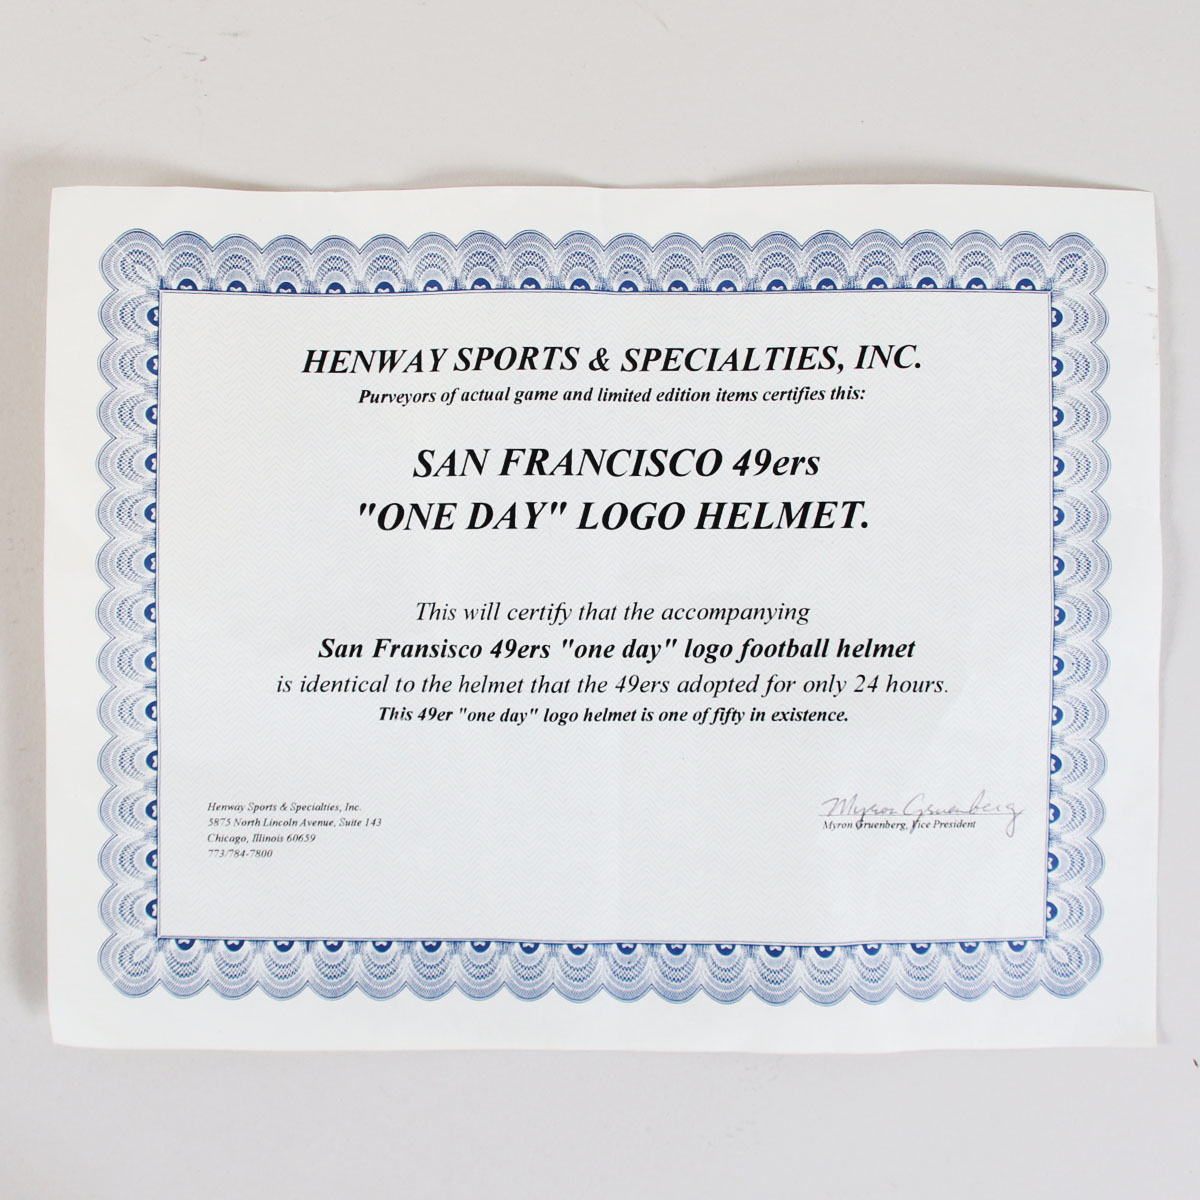 HENWAY SPORTS & SPECIALTIES, INC.
Purveyors of actual game and limited edition items certifies this:
SAN FRANCISCO 49ers
"ONE DAY" LOGO HELMET.
This will certify that the accompanying
San Fransisco 49ers "one day" logo football helmet
is identical to the helmet that the 49ers adopted for only 24 hours.
This 49er "one day" logo helmet is one of fifty in existence.
Henway Sports & Specialties, Inc.
5875 North Lincoln Avenue, Suite 143
Chicago, Illinois 60659
773/784-7800
Myron Gruenberg
Myron Gruenberg, Vice President